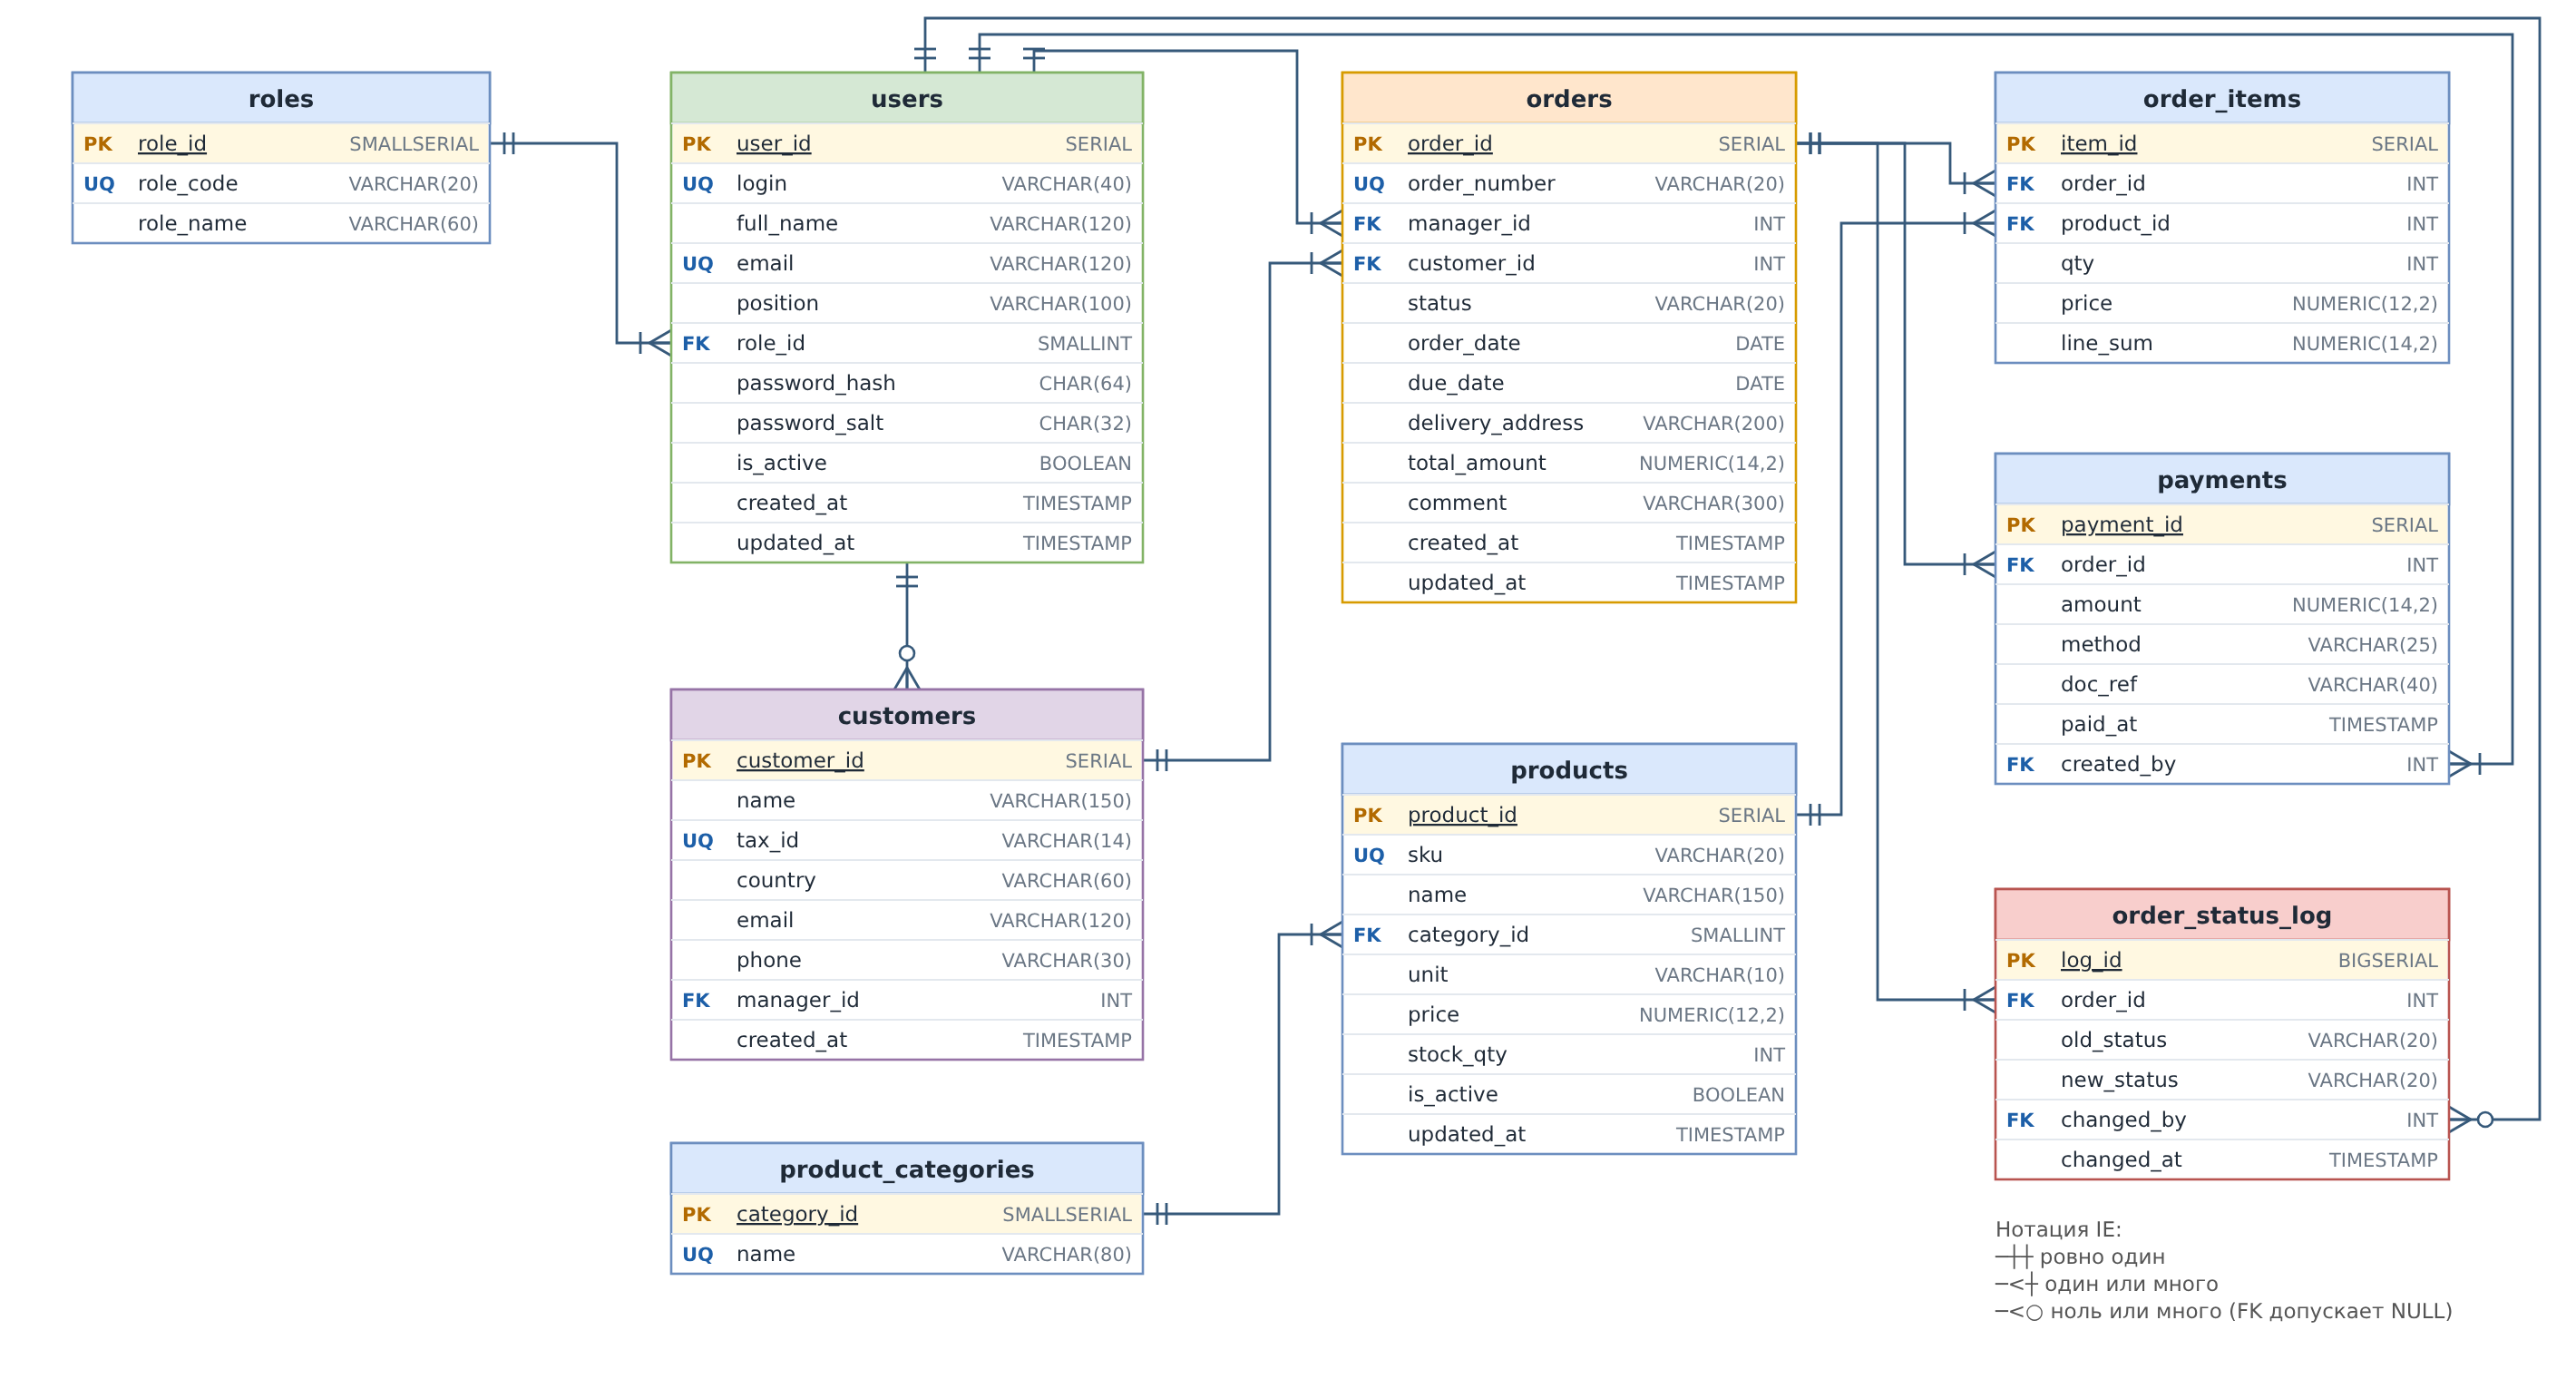 roles
PK role_id SMALLSERIAL
UQ role_code VARCHAR(20)
role_name VARCHAR(60)
users
PK user_id SERIAL
UQ login VARCHAR(40)
full_name VARCHAR(120)
UQ email VARCHAR(120)
position VARCHAR(100)
FK role_id SMALLINT
password_hash CHAR(64)
password_salt CHAR(32)
is_active BOOLEAN
created_at TIMESTAMP
updated_at TIMESTAMP
customers
PK customer_id SERIAL
name VARCHAR(150)
UQ tax_id VARCHAR(14)
country VARCHAR(60)
email VARCHAR(120)
phone VARCHAR(30)
FK manager_id INT
created_at TIMESTAMP
product_categories
PK category_id SMALLSERIAL
UQ name VARCHAR(80)
orders
PK order_id SERIAL
UQ order_number VARCHAR(20)
FK manager_id INT
FK customer_id INT
status VARCHAR(20)
order_date DATE
due_date DATE
delivery_address VARCHAR(200)
total_amount NUMERIC(14,2)
comment VARCHAR(300)
created_at TIMESTAMP
updated_at TIMESTAMP
products
PK product_id SERIAL
UQ sku VARCHAR(20)
name VARCHAR(150)
FK category_id SMALLINT
unit VARCHAR(10)
price NUMERIC(12,2)
stock_qty INT
is_active BOOLEAN
updated_at TIMESTAMP
order_items
PK item_id SERIAL
FK order_id INT
FK product_id INT
qty INT
price NUMERIC(12,2)
line_sum NUMERIC(14,2)
payments
PK payment_id SERIAL
FK order_id INT
amount NUMERIC(14,2)
method VARCHAR(25)
doc_ref VARCHAR(40)
paid_at TIMESTAMP
FK created_by INT
order_status_log
PK log_id BIGSERIAL
FK order_id INT
old_status VARCHAR(20)
new_status VARCHAR(20)
FK changed_by INT
changed_at TIMESTAMP
Нотация IE:
─┼┼ ровно один
─<┼ один или много
─<○ ноль или много (FK допускает NULL)